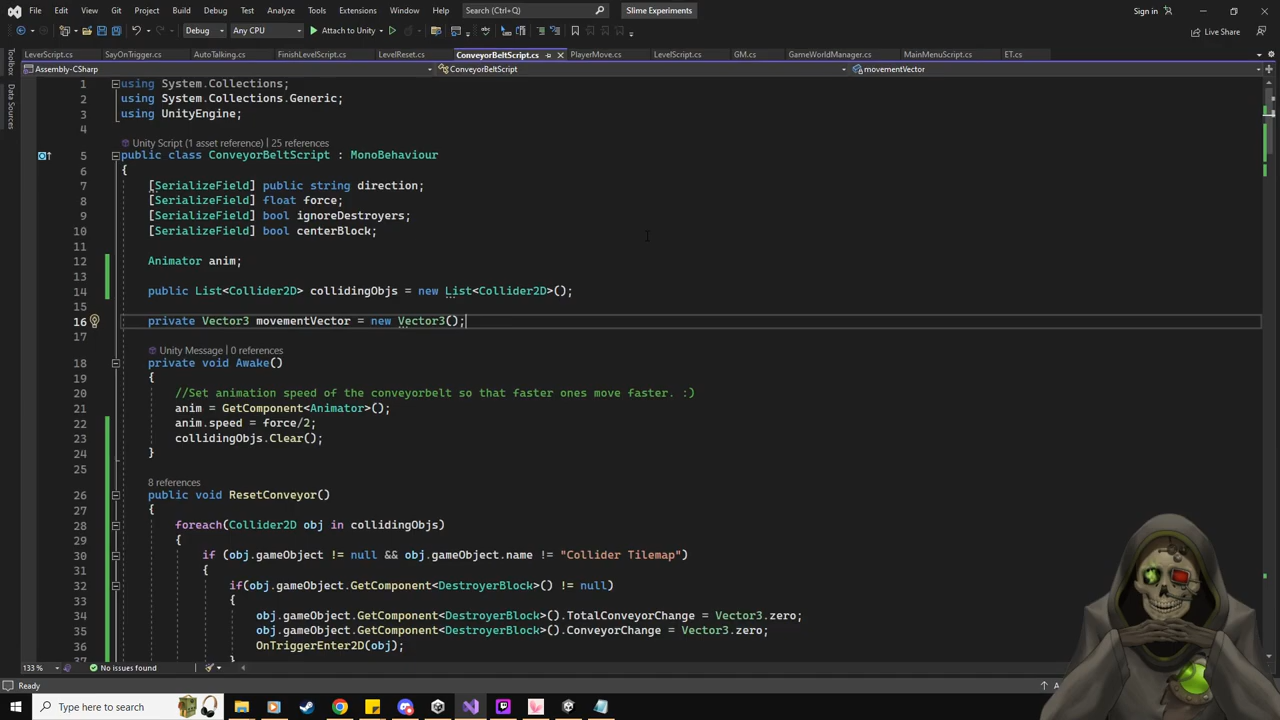 File Edit View Git Project Build Debug Test Analyze Tools Extensions Window Help Search (Ctrl+Q) Slime Experiments Sign in
Debug Any CPU Attach to Unity Live Share
LeverScript.cs SayOnTrigger.cs AutoTalking.cs FinishLevelScript.cs LevelReset.cs ConveyorBeltScript.cs PlayerMove.cs LevelScript.cs GM.cs GameWorldManager.cs MainMenuScript.cs ET.cs
Toolbox
Data Sources
Assembly-CSharp ConveyorBeltScript movementVector
1 using System.Collections;
2 using System.Collections.Generic;
3 using UnityEngine;
4
Unity Script (1 asset reference) | 25 references
5 public class ConveyorBeltScript : MonoBehaviour
6 {
7 [SerializeField] public string direction;
8 [SerializeField] float force;
9 [SerializeField] bool ignoreDestroyers;
10 [SerializeField] bool centerBlock;
11
12 Animator anim;
13
14 public List<Collider2D> collidingObjs = new List<Collider2D>();
15
16 private Vector3 movementVector = new Vector3();
17
Unity Message | 0 references
18 private void Awake()
19 {
20 //Set animation speed of the conveyorbelt so that faster ones move faster. :)
21 anim = GetComponent<Animator>();
22 anim.speed = force/2;
23 collidingObjs.Clear();
24 }
25
8 references
26 public void ResetConveyor()
27 {
28 foreach(Collider2D obj in collidingObjs)
29 {
30 if (obj.gameObject != null && obj.gameObject.name != "Collider Tilemap")
31 {
32 if(obj.gameObject.GetComponent<DestroyerBlock>() != null)
33 {
34 obj.gameObject.GetComponent<DestroyerBlock>().TotalConveyorChange = Vector3.zero;
35 obj.gameObject.GetComponent<DestroyerBlock>().ConveyorChange = Vector3.zero;
36 OnTriggerEnter2D(obj);
}
133 % No issues found
Ready
Type here to search